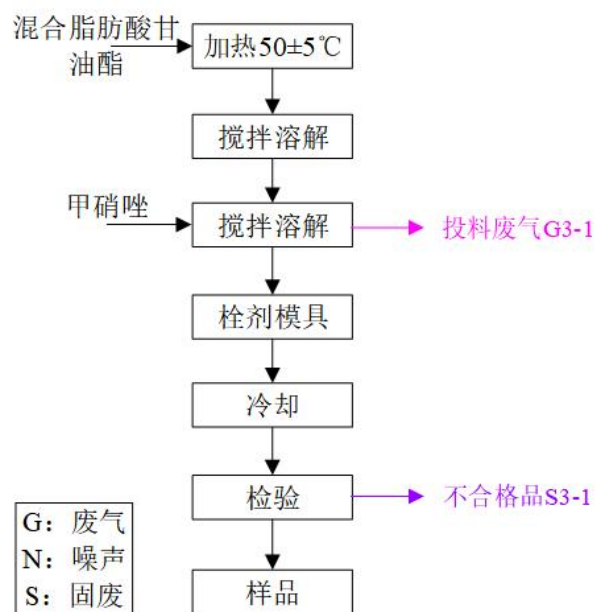 混合脂肪酸甘
油酯
加热50±5℃
搅拌溶解
甲硝唑
搅拌溶解
投料废气G3-1
栓剂模具
冷却
检验
不合格品S3-1
G：废气
N：噪声
S：固废
样品